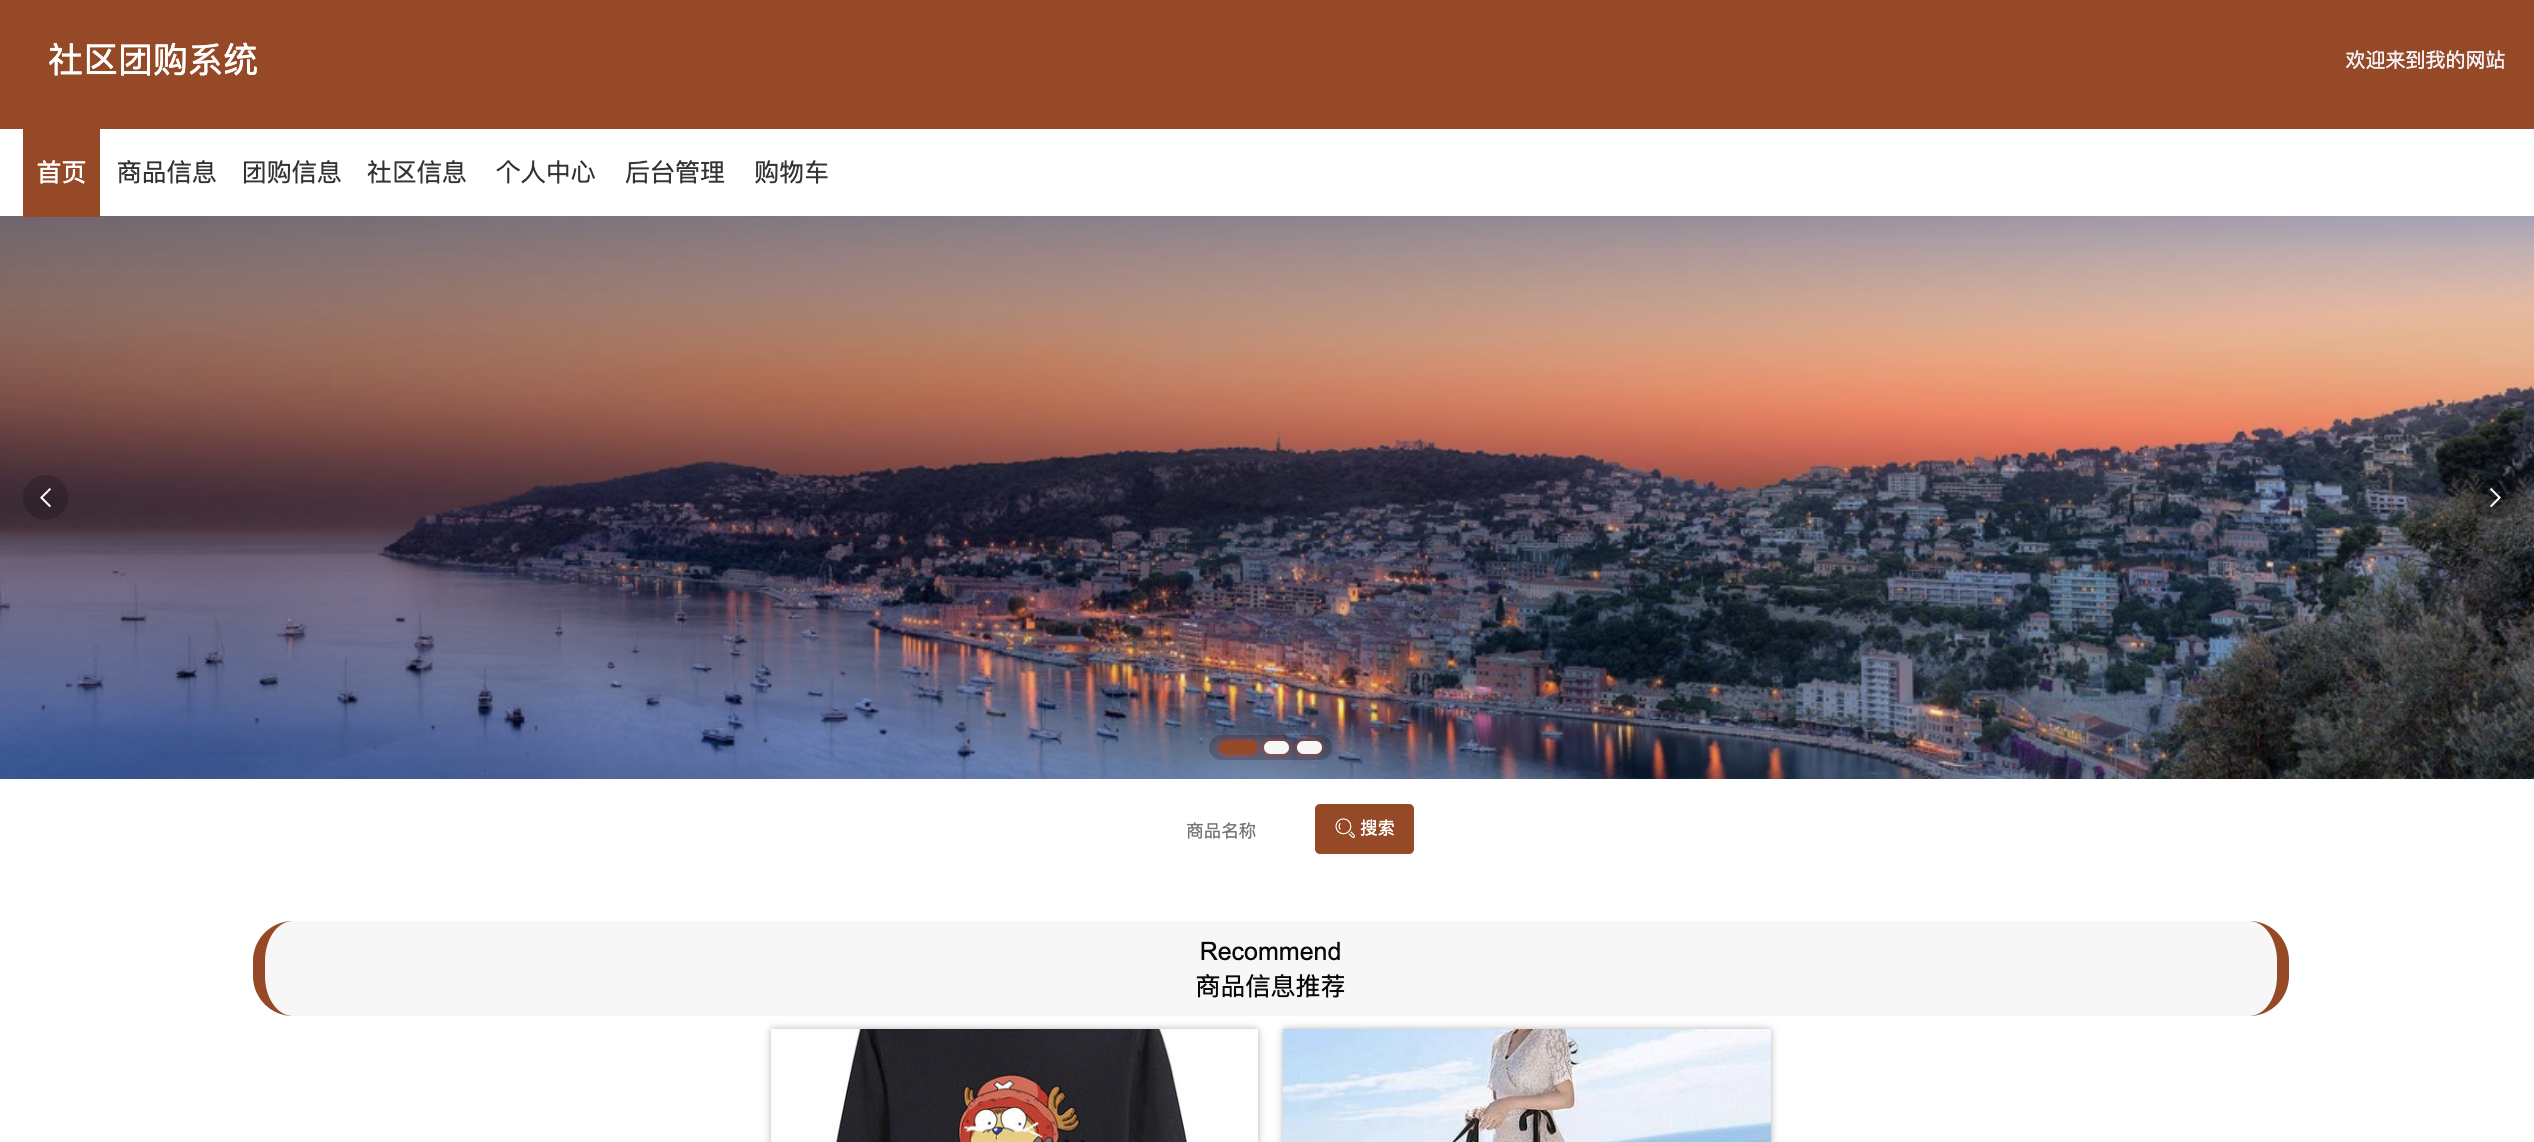 社区团购系统
欢迎来到我的网站
首页 商品信息 团购信息 社区信息 个人中心 后台管理 购物车
商品名称 搜索
Recommend
商品信息推荐